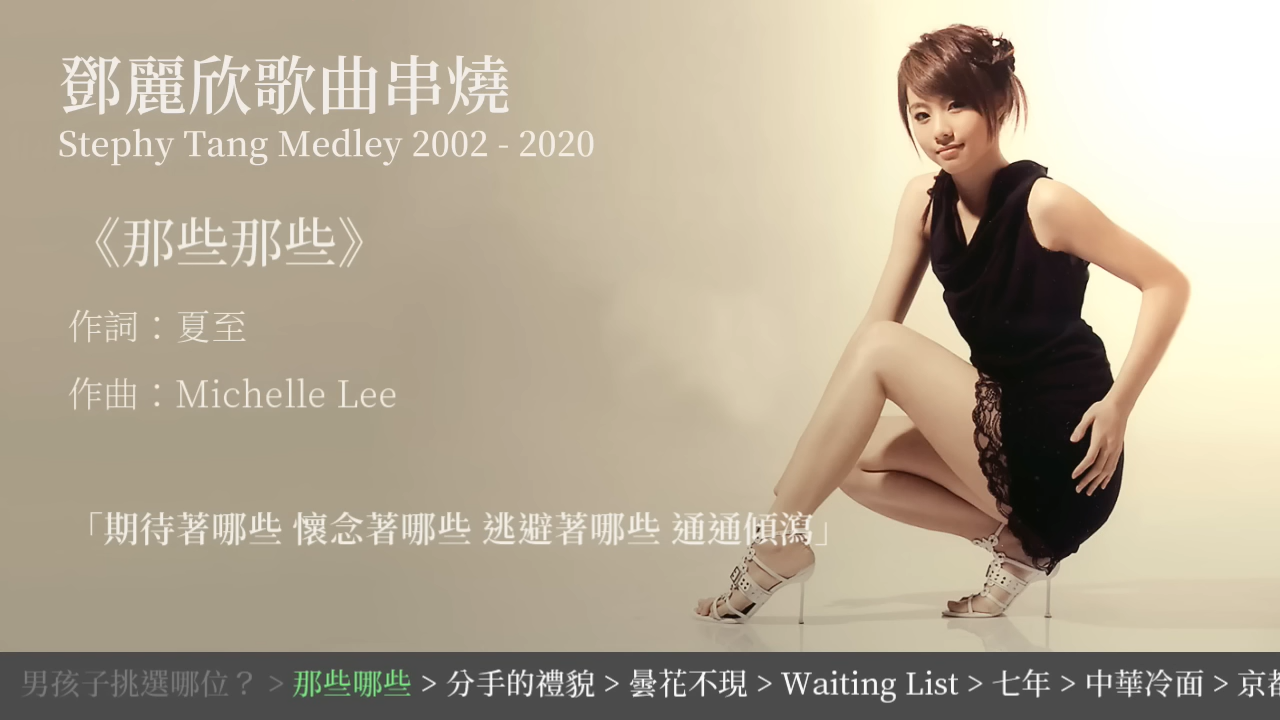 鄧麗欣歌曲串燒
Stephy Tang Medley 2002 - 2020
《那些那些》
作詞：夏至
作曲：Michelle Lee
「期待著哪些 懷念著哪些 逃避著哪些 通通傾瀉」
男孩子挑選哪位？ > 那些哪些 > 分手的禮貌 > 曇花不現 > Waiting List > 七年 > 中華冷面 > 京都